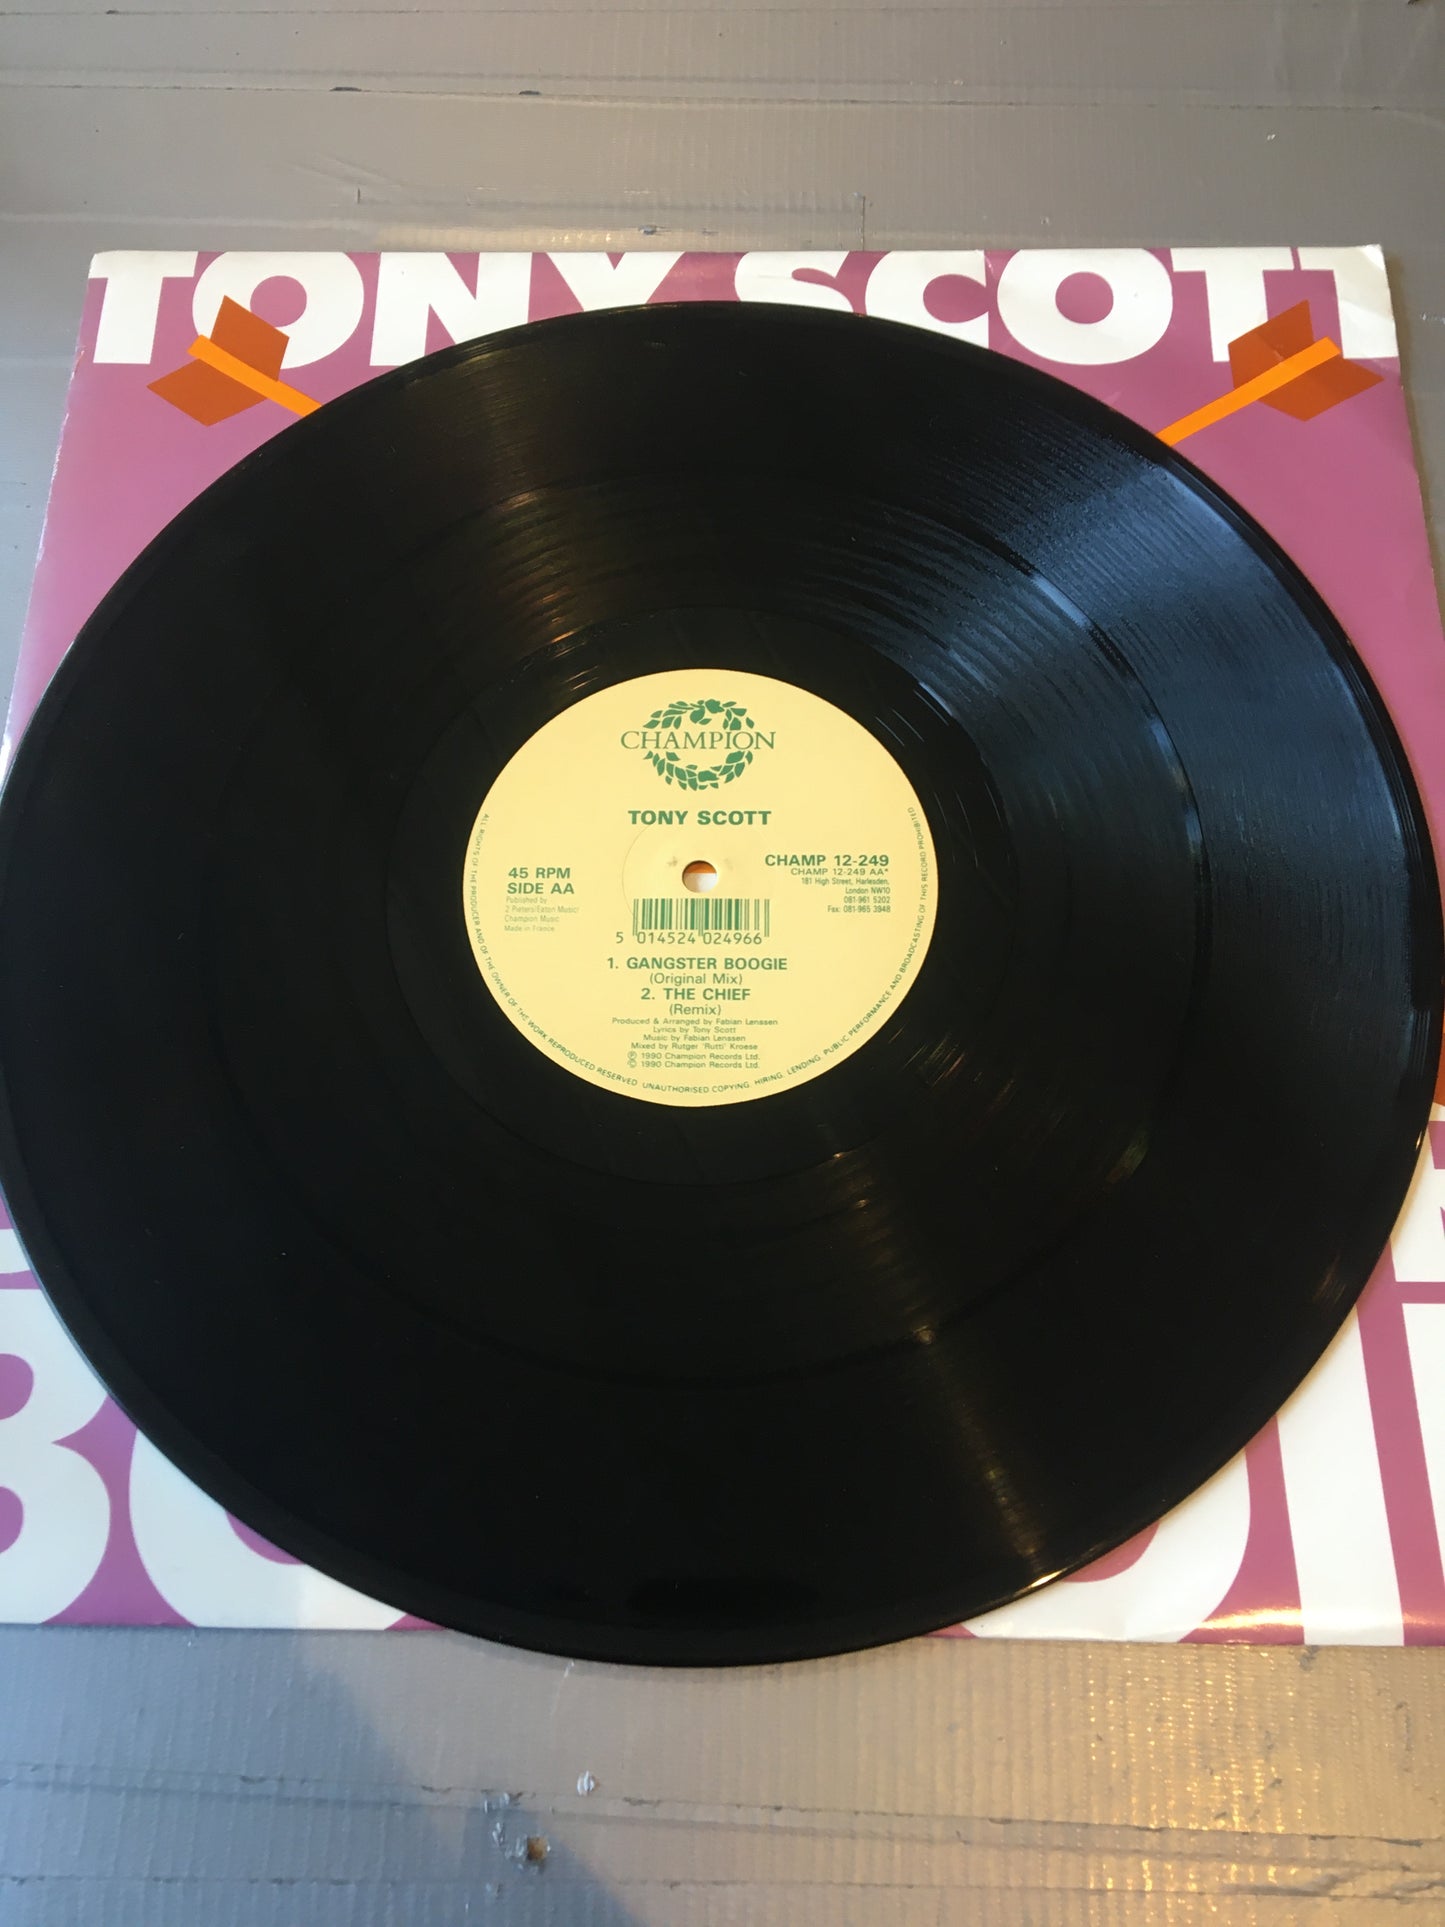 TONY SCOTT
CHAMPION
TONY SCOTT
45 RPM
SIDE AA
Published by
2 Pieters/Eaton Music/
Champion Music
Made in France
CHAMP 12-249
CHAMP 12-249 AA*
181 High Street, Harlesden,
London NW10
081-961 5202
Fax: 081-965 3948
5 014524 024966
1. GANGSTER BOOGIE
(Original Mix)
2. THE CHIEF
(Remix)
Produced & Arranged by Fabian Lenssen
Lyrics by Tony Scott
Music by Fabian Lenssen
Mixed by Rutger 'Rutti' Kroese
℗ 1990 Champion Records Ltd.
© 1990 Champion Records Ltd.
ALL RIGHTS OF THE PRODUCER AND OF THE OWNER OF THE WORK REPRODUCED RESERVED. UNAUTHORISED COPYING, HIRING, LENDING, PUBLIC PERFORMANCE AND BROADCASTING OF THIS RECORD PROHIBITED